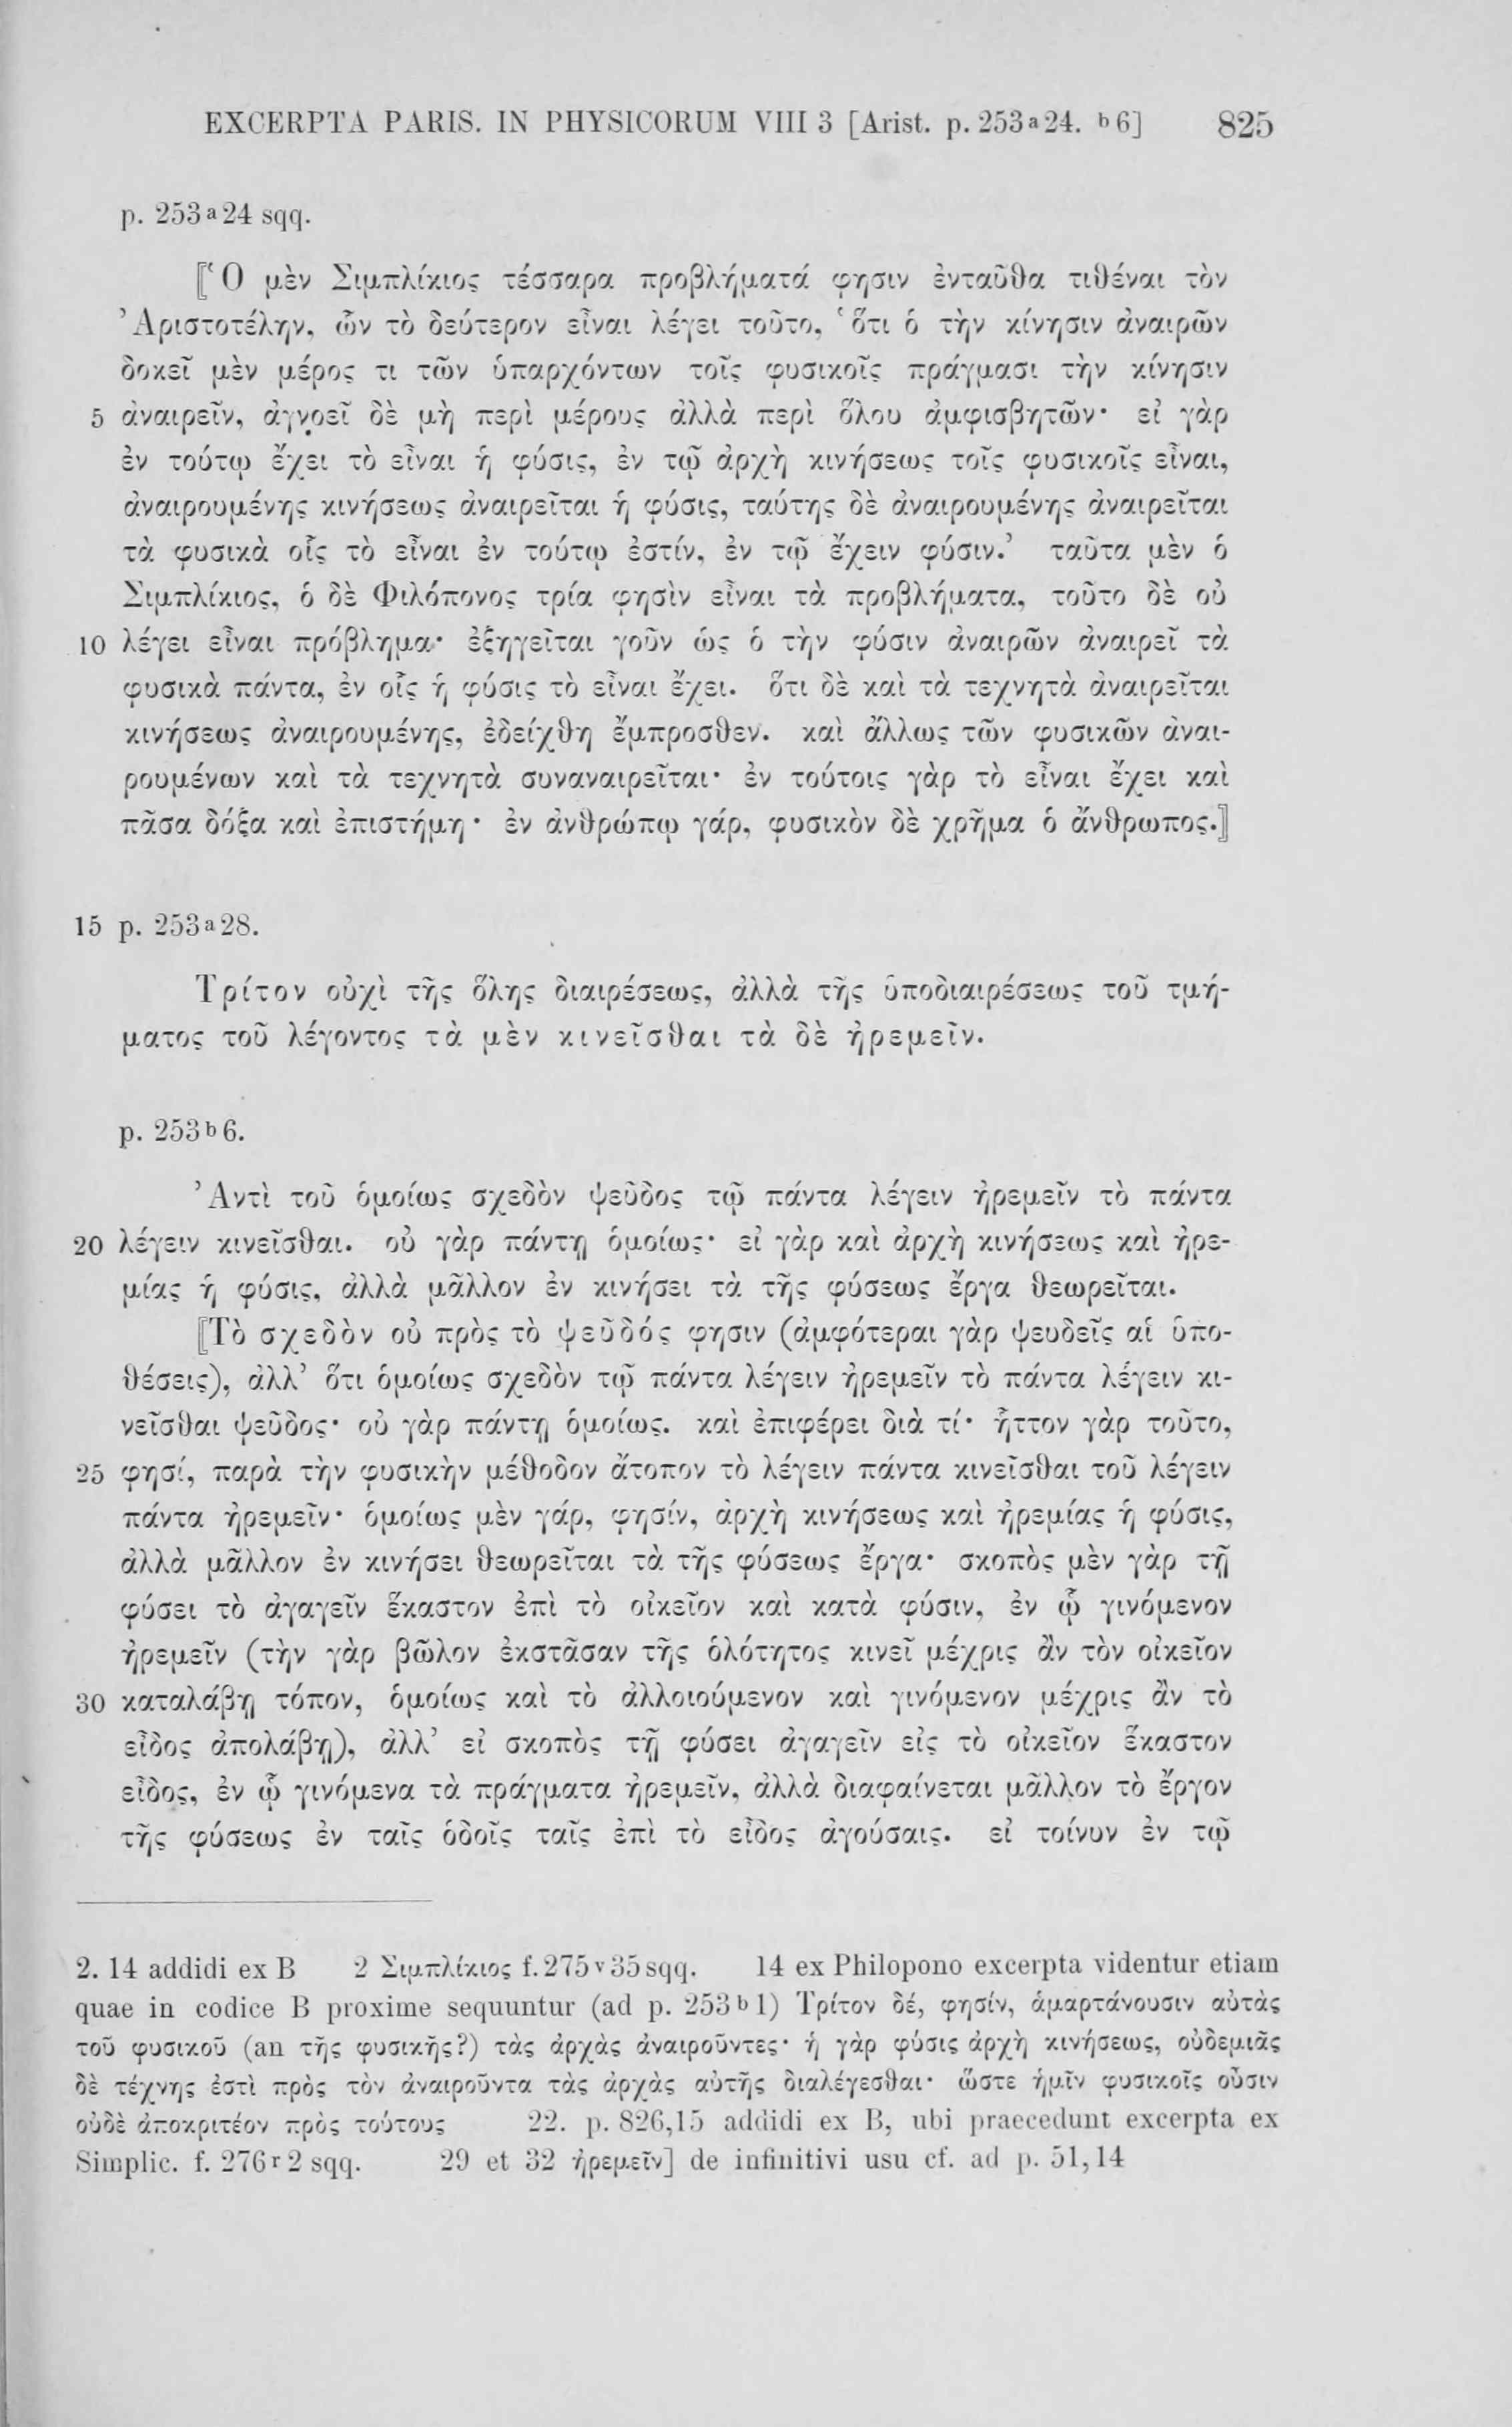 EXCERPTA PARIS. IN PHYSICORUM VIII 3 [Arist. p. 253a24. b6] 825
p. 253a24 sqq.
⟦Ὁ μὲν Σιμπλίκιος τέσσαρα προβλήματά φησιν ἐνταῦθα τιθέναι τὸν
Ἀριστοτέλην, ὧν τὸ δεύτερον εἶναι λέγει τοῦτο, ‘ὅτι ὁ τὴν κίνησιν ἀναιρῶν
δοκεῖ μὲν μέρος τι τῶν ὑπαρχόντων τοῖς φυσικοῖς πράγμασι τὴν κίνησιν
5 ἀναιρεῖν, ἀγνοεῖ δὲ μὴ περὶ μέρους ἀλλὰ περὶ ὅλου ἀμφισβητῶν· εἰ γὰρ
ἐν τούτῳ ἔχει τὸ εἶναι ἡ φύσις, ἐν τῷ ἀρχὴ κινήσεως τοῖς φυσικοῖς εἶναι,
ἀναιρουμένης κινήσεως ἀναιρεῖται ἡ φύσις, ταύτης δὲ ἀναιρουμένης ἀναιρεῖται
τὰ φυσικὰ οἷς τὸ εἶναι ἐν τούτῳ ἐστίν, ἐν τῷ ἔχειν φύσιν.’ ταῦτα μὲν ὁ
Σιμπλίκιος, ὁ δὲ Φιλόπονος τρία φησὶν εἶναι τὰ προβλήματα, τοῦτο δὲ οὐ
10 λέγει εἶναι πρόβλημα· ἐξηγεῖται γοῦν ὡς ὁ τὴν φύσιν ἀναιρῶν ἀναιρεῖ τὰ
φυσικὰ πάντα, ἐν οἷς ἡ φύσις τὸ εἶναι ἔχει. ὅτι δὲ καὶ τὰ τεχνητὰ ἀναιρεῖται
κινήσεως ἀναιρουμένης, ἐδείχθη ἔμπροσθεν. καὶ ἄλλως τῶν φυσικῶν ἀναι-
ρουμένων καὶ τὰ τεχνητὰ συναναιρεῖται· ἐν τούτοις γὰρ τὸ εἶναι ἔχει καὶ
πᾶσα δόξα καὶ ἐπιστήμη· ἐν ἀνθρώπῳ γάρ, φυσικὸν δὲ χρῆμα ὁ ἄνθρωπος.⟧
15 p. 253a28.
Τρίτον οὐχὶ τῆς ὅλης διαιρέσεως, ἀλλὰ τῆς ὑποδιαιρέσεως τοῦ τμή-
ματος τοῦ λέγοντος τὰ μὲν κινεῖσθαι τὰ δὲ ἠρεμεῖν.
p. 253b6.
Ἀντὶ τοῦ ὁμοίως σχεδὸν ψεῦδος τῷ πάντα λέγειν ἠρεμεῖν τὸ πάντα
20 λέγειν κινεῖσθαι. οὐ γὰρ πάντῃ ὁμοίως· εἰ γὰρ καὶ ἀρχὴ κινήσεως καὶ ἠρε-
μίας ἡ φύσις, ἀλλὰ μᾶλλον ἐν κινήσει τὰ τῆς φύσεως ἔργα θεωρεῖται.
⟦Τὸ σχεδὸν οὐ πρὸς τὸ ψεῦδός φησιν (ἀμφότεραι γὰρ ψευδεῖς αἱ ὑπο-
θέσεις), ἀλλ’ ὅτι ὁμοίως σχεδὸν τῷ πάντα λέγειν ἠρεμεῖν τὸ πάντα λέγειν κι-
νεῖσθαι ψεῦδος· οὐ γὰρ πάντῃ ὁμοίως. καὶ ἐπιφέρει διὰ τί· ἧττον γὰρ τοῦτο,
25 φησί, παρὰ τὴν φυσικὴν μέθοδον ἄτοπον τὸ λέγειν πάντα κινεῖσθαι τοῦ λέγειν
πάντα ἠρεμεῖν· ὁμοίως μὲν γάρ, φησίν, ἀρχὴ κινήσεως καὶ ἠρεμίας ἡ φύσις,
ἀλλὰ μᾶλλον ἐν κινήσει θεωρεῖται τὰ τῆς φύσεως ἔργα· σκοπὸς μὲν γὰρ τῇ
φύσει τὸ ἀγαγεῖν ἕκαστον ἐπὶ τὸ οἰκεῖον καὶ κατὰ φύσιν, ἐν ᾧ γινόμενον
ἠρεμεῖν (τὴν γὰρ βῶλον ἐκστᾶσαν τῆς ὁλότητος κινεῖ μέχρις ἂν τὸν οἰκεῖον
30 καταλάβῃ τόπον, ὁμοίως καὶ τὸ ἀλλοιούμενον καὶ γινόμενον μέχρις ἂν τὸ
εἶδος ἀπολάβῃ), ἀλλ’ εἰ σκοπὸς τῇ φύσει ἀγαγεῖν εἰς τὸ οἰκεῖον ἕκαστον
εἶδος, ἐν ᾧ γινόμενα τὰ πράγματα ἠρεμεῖν, ἀλλὰ διαφαίνεται μᾶλλον τὸ ἔργον
τῆς φύσεως ἐν ταῖς ὁδοῖς ταῖς ἐπὶ τὸ εἶδος ἀγούσαις. εἰ τοίνυν ἐν τῷ
2. 14 addidi ex B 2 Σιμπλίκιος f. 275v35 sqq. 14 ex Philopono excerpta videntur etiam
quae in codice B proxime sequuntur (ad p. 253b1) Τρίτον δέ, φησίν, ἁμαρτάνουσιν αὐτὰς
τοῦ φυσικοῦ (an τῆς φυσικῆς?) τὰς ἀρχὰς ἀναιροῦντες· ἡ γὰρ φύσις ἀρχὴ κινήσεως, οὐδεμιᾶς
δὲ τέχνης ἐστὶ πρὸς τὸν ἀναιροῦντα τὰς ἀρχὰς αὐτῆς διαλέγεσθαι· ὥστε ἡμῖν φυσικοῖς οὖσιν
οὐδὲ ἀποκριτέον πρὸς τούτους 22. p. 826,15 addidi ex B, ubi praecedunt excerpta ex
Simplic. f. 276r2 sqq. 29 et 32 ἠρεμεῖν] de infinitivi usu cf. ad p. 51,14